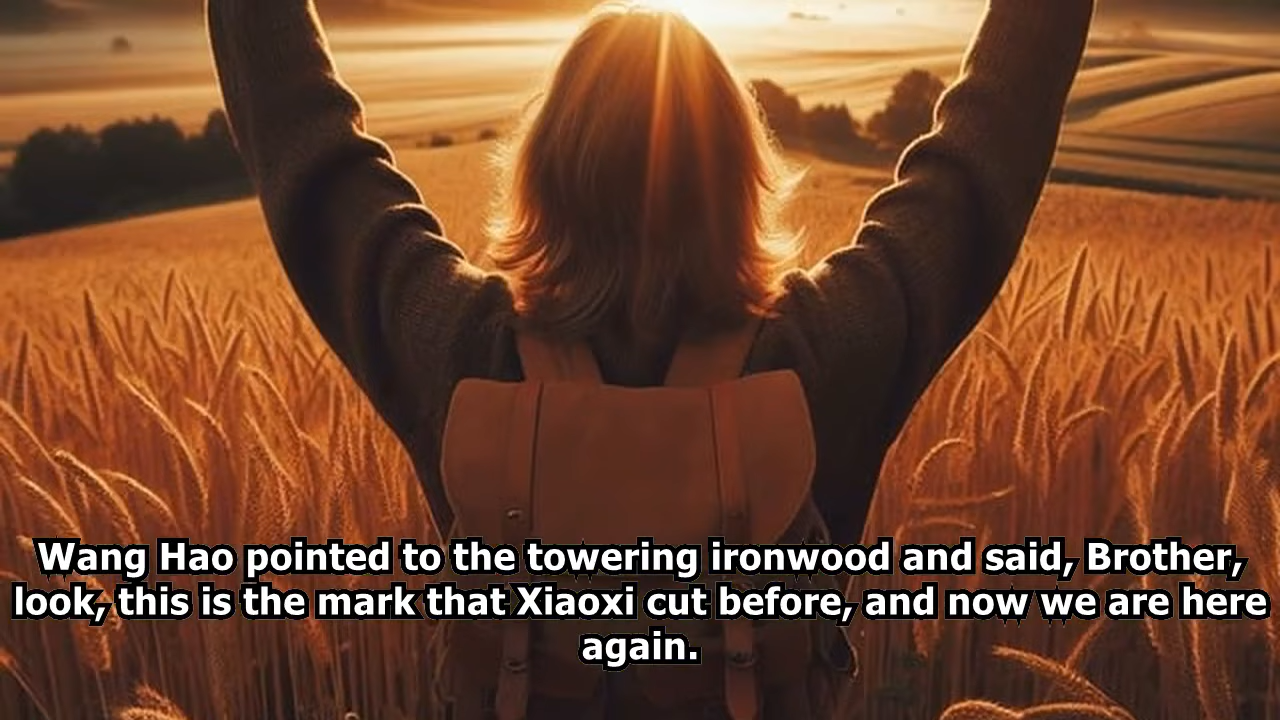 Wang Hao pointed to the towering ironwood and said, Brother,
look, this is the mark that Xiaoxi cut before, and now we are here
again.